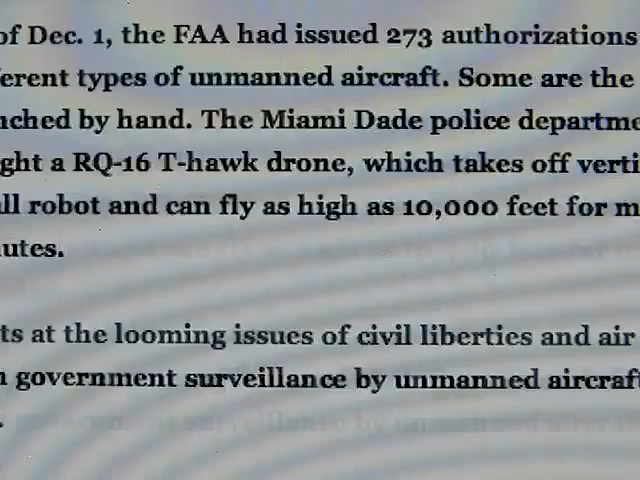 of Dec. 1, the FAA had issued 273 authorizations
erent types of unmanned aircraft. Some are the
ched by hand. The Miami Dade police departme
ght a RQ-16 T-hawk drone, which takes off verti
ll robot and can fly as high as 10,000 feet for m
utes.
ts at the looming issues of civil liberties and air
government surveillance by unmanned aircraft
.